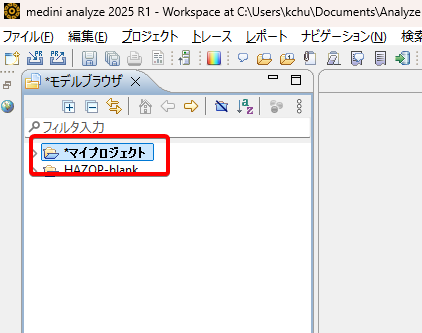 medini analyze 2025 R1 - Workspace at C:\Users\kchu\Documents\Analyze
ファイル(F) 編集(E) プロジェクト トレース レポート ナビゲーション(N) 検索
*モデルブラウザ
フィルタ入力
*マイプロジェクト
HAZOP-blank